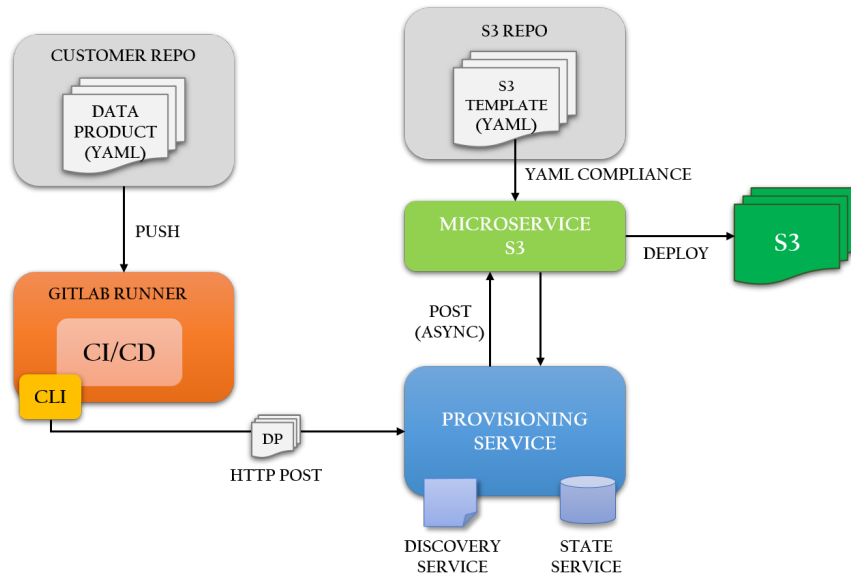 CUSTOMER REPO
DATA
PRODUCT
(YAML)
PUSH
GITLAB RUNNER
CI/CD
CLI
DP
HTTP POST
S3 REPO
S3
TEMPLATE
(YAML)
YAML COMPLIANCE
MICROSERVICE
S3
DEPLOY
S3
POST
(ASYNC)
PROVISIONING
SERVICE
DISCOVERY
SERVICE
STATE
SERVICE